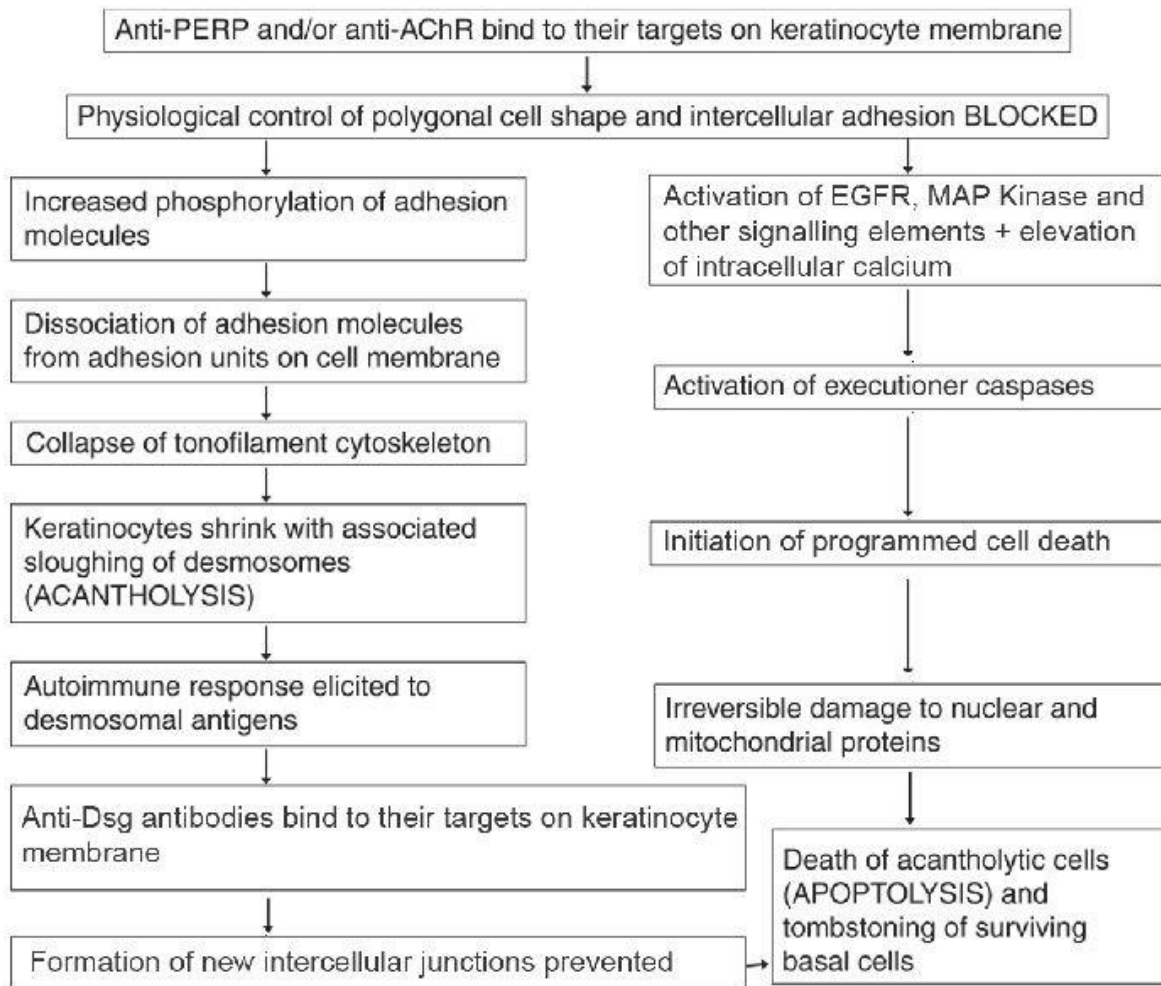 Anti-PERP and/or anti-AChR bind to their targets on keratinocyte membrane
Physiological control of polygonal cell shape and intercellular adhesion BLOCKED
Increased phosphorylation of adhesion
molecules
Dissociation of adhesion molecules
from adhesion units on cell membrane
Collapse of tonofilament cytoskeleton
Keratinocytes shrink with associated
sloughing of desmosomes
(ACANTHOLYSIS)
Autoimmune response elicited to
desmosomal antigens
Anti-Dsg antibodies bind to their targets on keratinocyte
membrane
Formation of new intercellular junctions prevented
Activation of EGFR, MAP Kinase and
other signalling elements + elevation
of intracellular calcium
Activation of executioner caspases
Initiation of programmed cell death
Irreversible damage to nuclear and
mitochondrial proteins
Death of acantholytic cells
(APOPTOLYSIS) and
tombstoning of surviving
basal cells